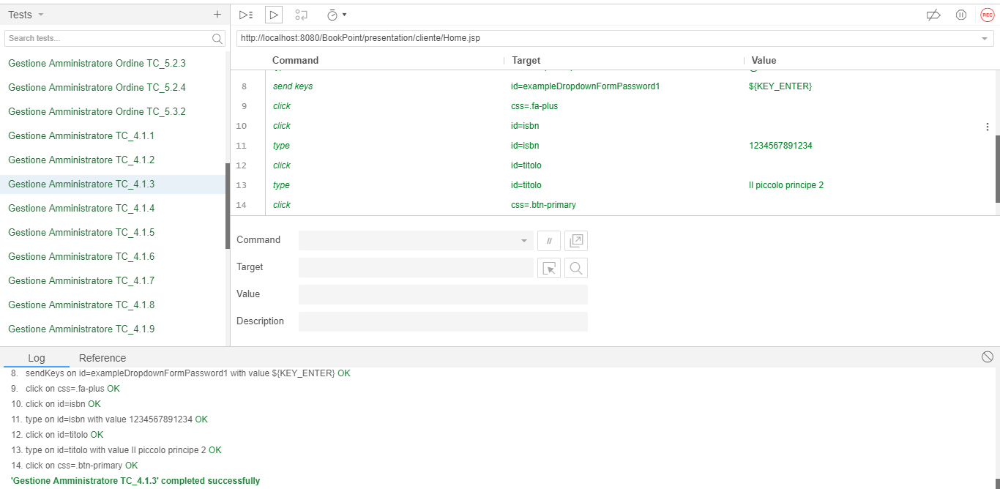 Tests
Search tests...
Gestione Amministratore Ordine TC_5.2.3
Gestione Amministratore Ordine TC_5.2.4
Gestione Amministratore Ordine TC_5.3.2
Gestione Amministratore TC_4.1.1
Gestione Amministratore TC_4.1.2
Gestione Amministratore TC_4.1.3
Gestione Amministratore TC_4.1.4
Gestione Amministratore TC_4.1.5
Gestione Amministratore TC_4.1.6
Gestione Amministratore TC_4.1.7
Gestione Amministratore TC_4.1.8
Gestione Amministratore TC_4.1.9
REC
http://localhost:8080/BookPoint/presentation/cliente/Home.jsp
Command Target Value
8 send keys id=exampleDropdownFormPassword1 ${KEY_ENTER}
9 click css=.fa-plus
10 click id=isbn
11 type id=isbn 1234567891234
12 click id=titolo
13 type id=titolo Il piccolo principe 2
14 click css=.btn-primary
Command //
Target
Value
Description
Log Reference
8. sendKeys on id=exampleDropdownFormPassword1 with value ${KEY_ENTER} OK
9. click on css=.fa-plus OK
10. click on id=isbn OK
11. type on id=isbn with value 1234567891234 OK
12. click on id=titolo OK
13. type on id=titolo with value Il piccolo principe 2 OK
14. click on css=.btn-primary OK
'Gestione Amministratore TC_4.1.3' completed successfully